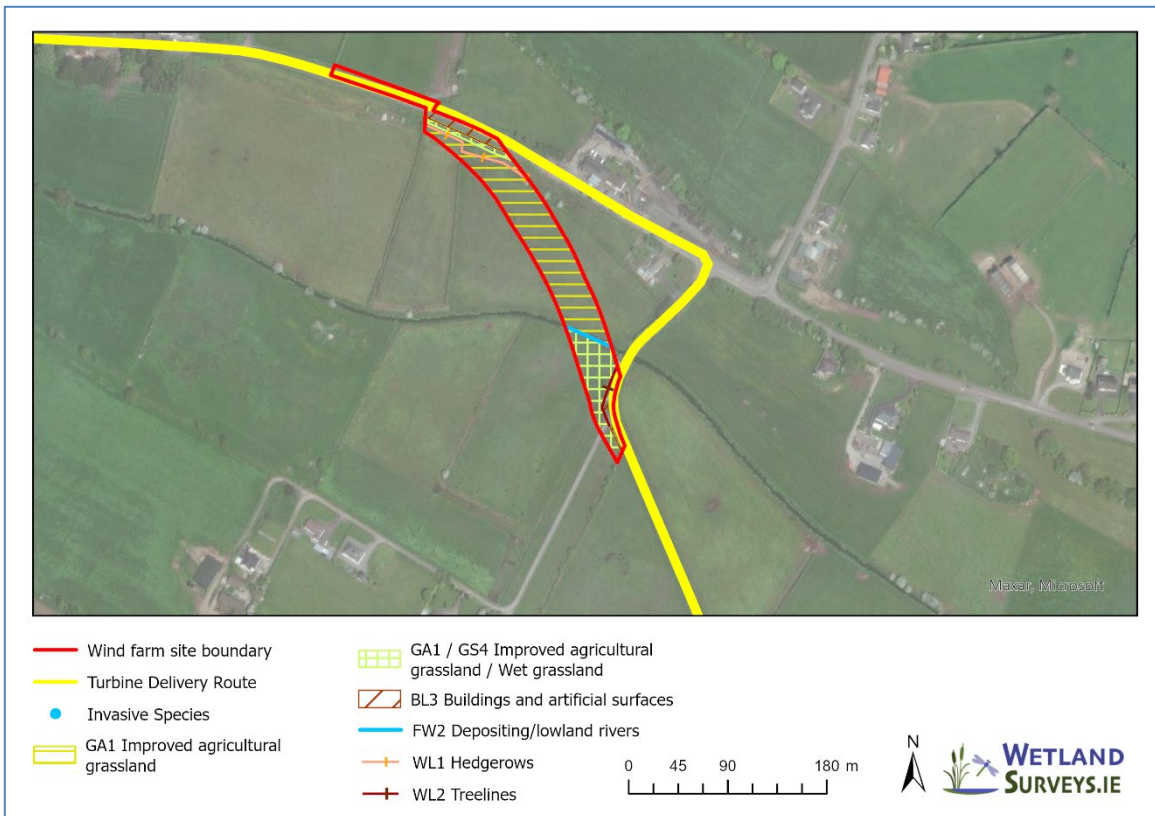 Maxar, Microsoft
Wind farm site boundary
Turbine Delivery Route
Invasive Species
GA1 Improved agricultural
grassland
GA1 / GS4 Improved agricultural
grassland / Wet grassland
BL3 Buildings and artificial surfaces
FW2 Depositing/lowland rivers
WL1 Hedgerows
WL2 Treelines
0 45 90 180 m
N
WETLAND
SURVEYS.IE